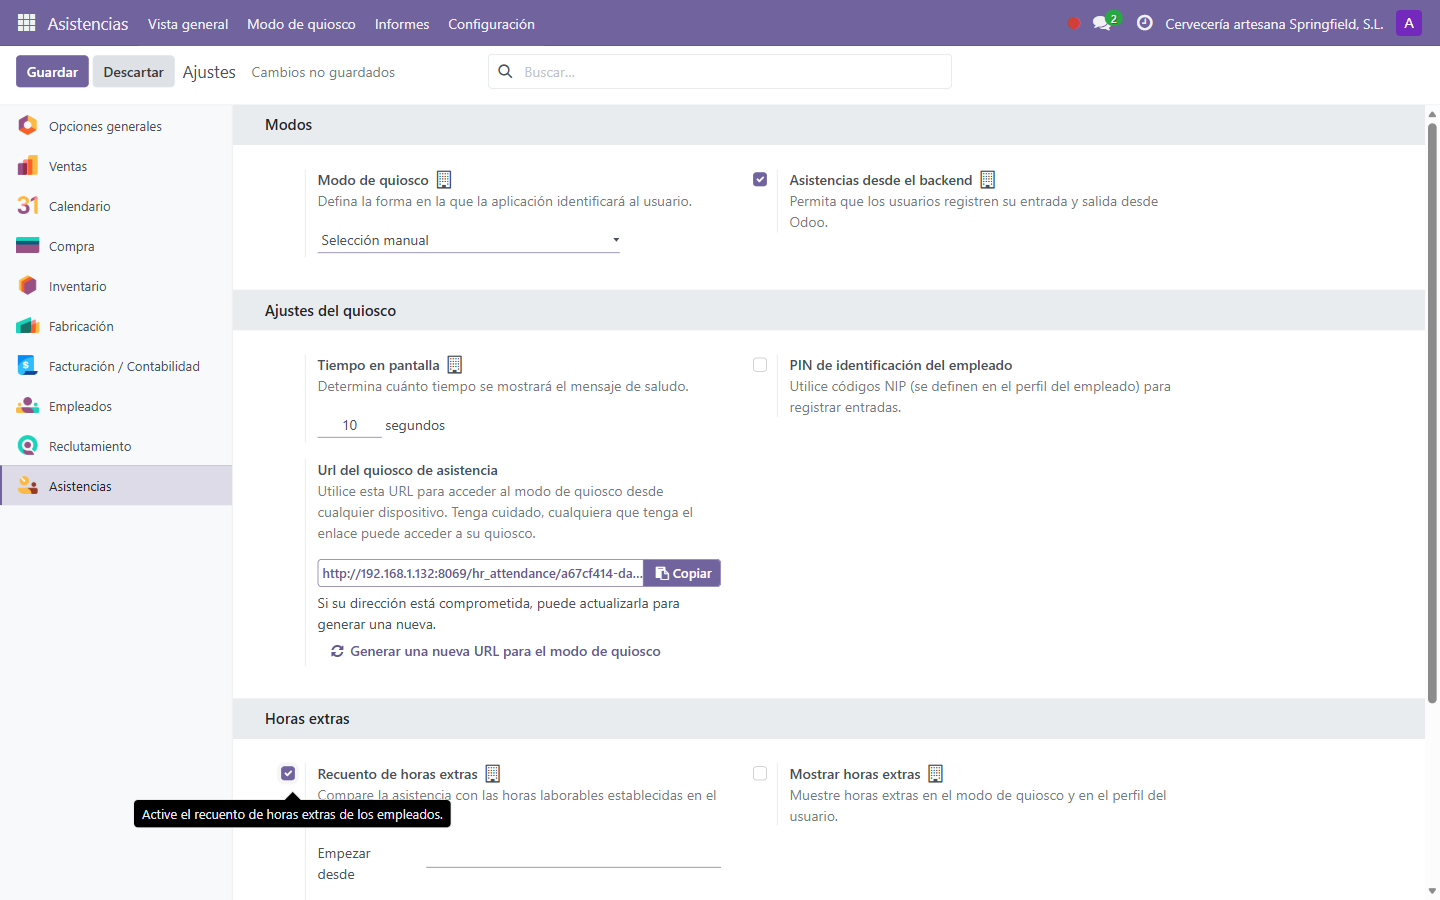 Asistencias Vista general Modo de quiosco Informes Configuración 2 Cervecería artesana Springfield, S.L. A
Guardar Descartar Ajustes Cambios no guardados Buscar...
Opciones generales
Ventas
31 Calendario
Compra
Inventario
Fabricación
$ Facturación / Contabilidad
Empleados
Reclutamiento
Asistencias
Modos
Modo de quiosco
Defina la forma en la que la aplicación identificará al usuario.
Selección manual
Asistencias desde el backend
Permita que los usuarios registren su entrada y salida desde
Odoo.
Ajustes del quiosco
Tiempo en pantalla
Determina cuánto tiempo se mostrará el mensaje de saludo.
10 segundos
PIN de identificación del empleado
Utilice códigos NIP (se definen en el perfil del empleado) para
registrar entradas.
Url del quiosco de asistencia
Utilice esta URL para acceder al modo de quiosco desde
cualquier dispositivo. Tenga cuidado, cualquiera que tenga el
enlace puede acceder a su quiosco.
http://192.168.1.132:8069/hr_attendance/a67cf414-da... Copiar
Si su dirección está comprometida, puede actualizarla para
generar una nueva.
Generar una nueva URL para el modo de quiosco
Horas extras
Recuento de horas extras
Compare la asistencia con las horas laborables establecidas en el
Active el recuento de horas extras de los empleados.
Empezar
desde
Mostrar horas extras
Muestre horas extras en el modo de quiosco y en el perfil del
usuario.